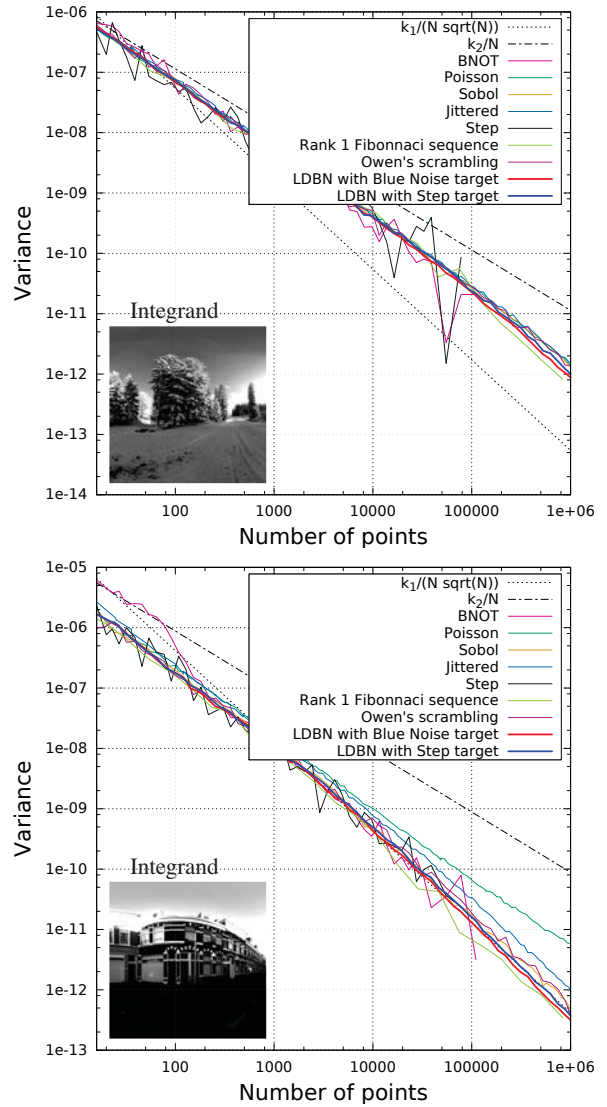 1e-06
1e-07
1e-08
1e-09
1e-10
1e-11
1e-12
1e-13
1e-14
Variance
k1/(N sqrt(N))
k2/N
BNOT
Poisson
Sobol
Jittered
Step
Rank 1 Fibonnaci sequence
Owen's scrambling
LDBN with Blue Noise target
LDBN with Step target
Integrand
100
1000
10000
100000
1e+06
Number of points
1e-05
1e-06
1e-07
1e-08
1e-09
1e-10
1e-11
1e-12
1e-13
Variance
k1/(N sqrt(N))
k2/N
BNOT
Poisson
Sobol
Jittered
Step
Rank 1 Fibonnaci sequence
Owen's scrambling
LDBN with Blue Noise target
LDBN with Step target
Integrand
100
1000
10000
100000
1e+06
Number of points